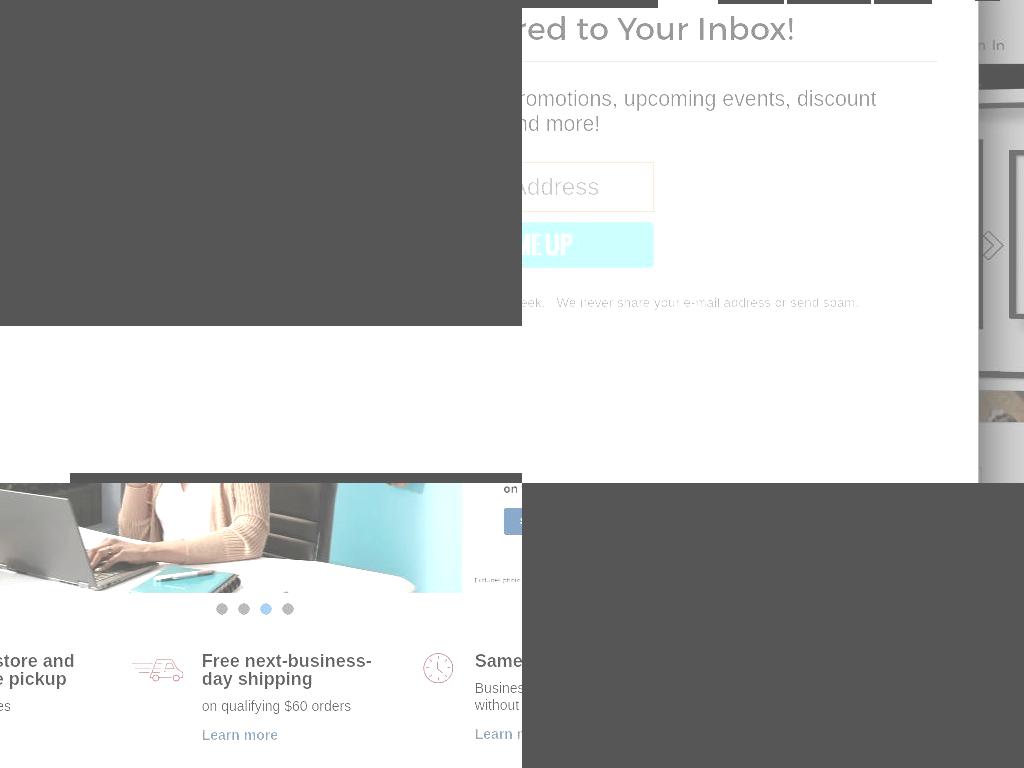 red to Your Inbox!
n In
romotions, upcoming events, discount
nd more!
Address
ME UP
eek. We never share your e-mail address or send spam.
on
store and
e pickup
es
Free next-business-
day shipping
on qualifying $60 orders
Learn more
Same
Busines
without
Learn r